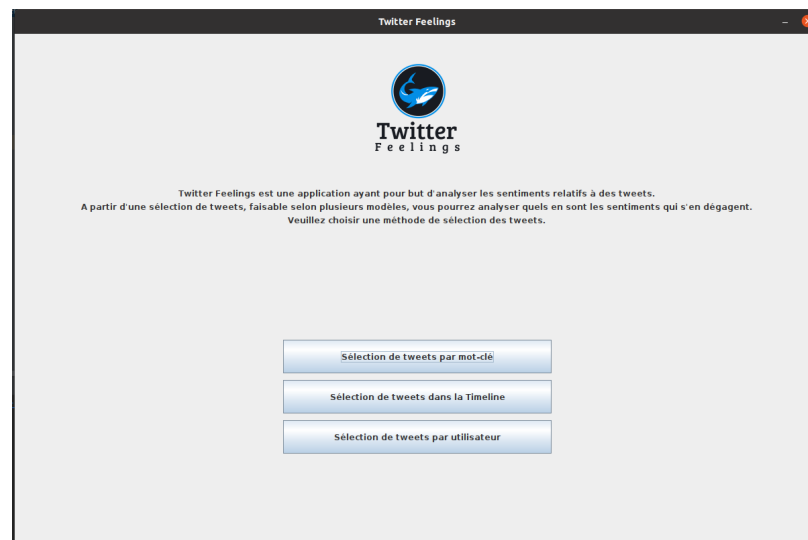 Twitter Feelings
Twitter
Feelings
Twitter Feelings est une application ayant pour but d'analyser les sentiments relatifs à des tweets.
A partir d'une sélection de tweets, faisable selon plusieurs modèles, vous pourrez analyser quels en sont les sentiments qui s'en dégagent.
Veuillez choisir une méthode de sélection des tweets.
Sélection de tweets par mot-clé
Sélection de tweets dans la Timeline
Sélection de tweets par utilisateur